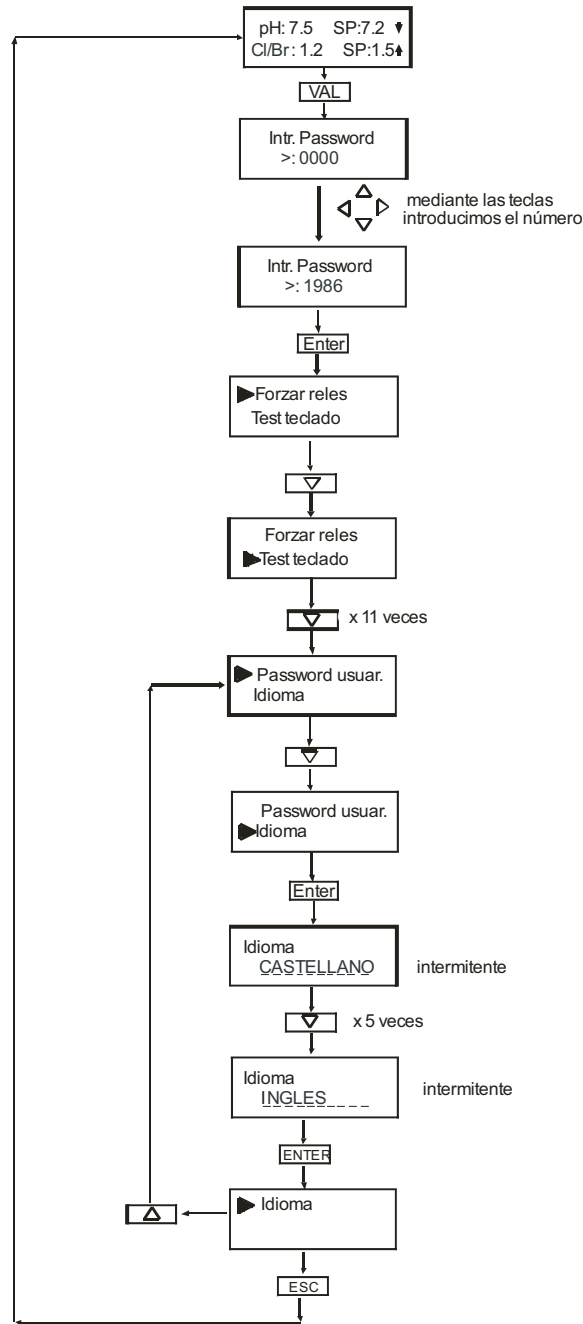 pH: 7.5 SP:7.2
Cl/Br: 1.2 SP:1.5
VAL
Intr. Password
>: 0000
mediante las teclas
introducimos el número
Intr. Password
>: 1986
Enter
Forzar reles
Test teclado
Forzar reles
Test teclado
x 11 veces
Password usuar.
Idioma
Password usuar.
Idioma
Enter
Idioma
CASTELLANO
intermitente
x 5 veces
Idioma
INGLES
intermitente
ENTER
Idioma
ESC